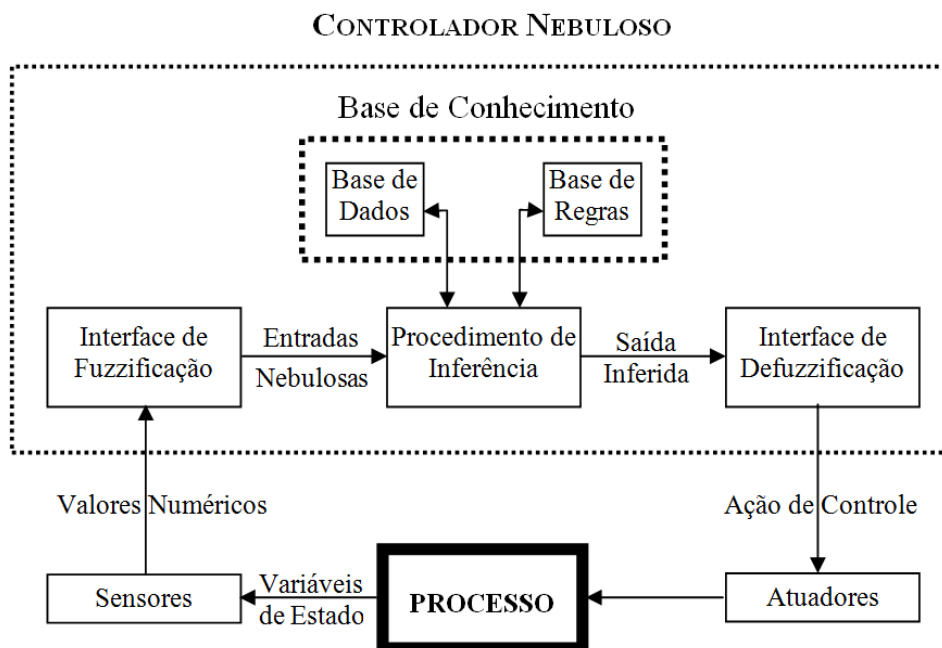 CONTROLADOR NEBULOSO
Base de Conhecimento
Base de
Dados
Base de
Regras
Interface de
Fuzzificação
Entradas
Nebulosas
Procedimento de
Inferência
Saída
Inferida
Interface de
Defuzzificação
Valores Numéricos
Ação de Controle
Sensores
Variáveis
de Estado
PROCESSO
Atuadores